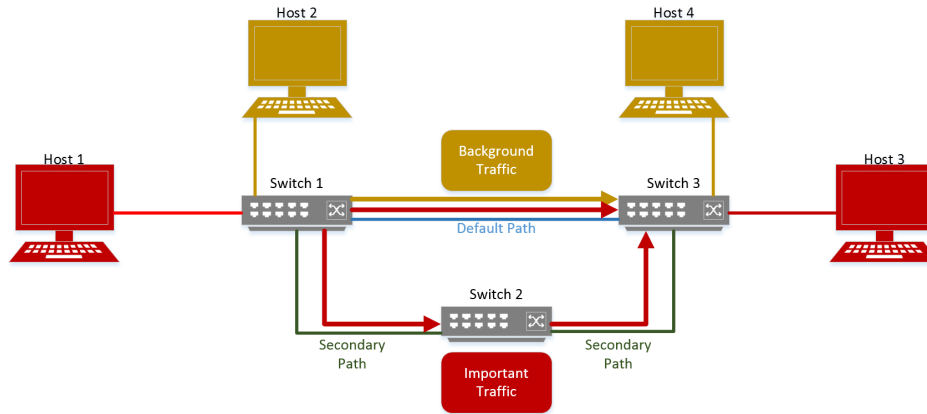 Host 2
Host 4
Background
Traffic
Host 1
Host 3
Switch 1
Switch 3
Default Path
Switch 2
Secondary
Path
Secondary
Path
Important
Traffic